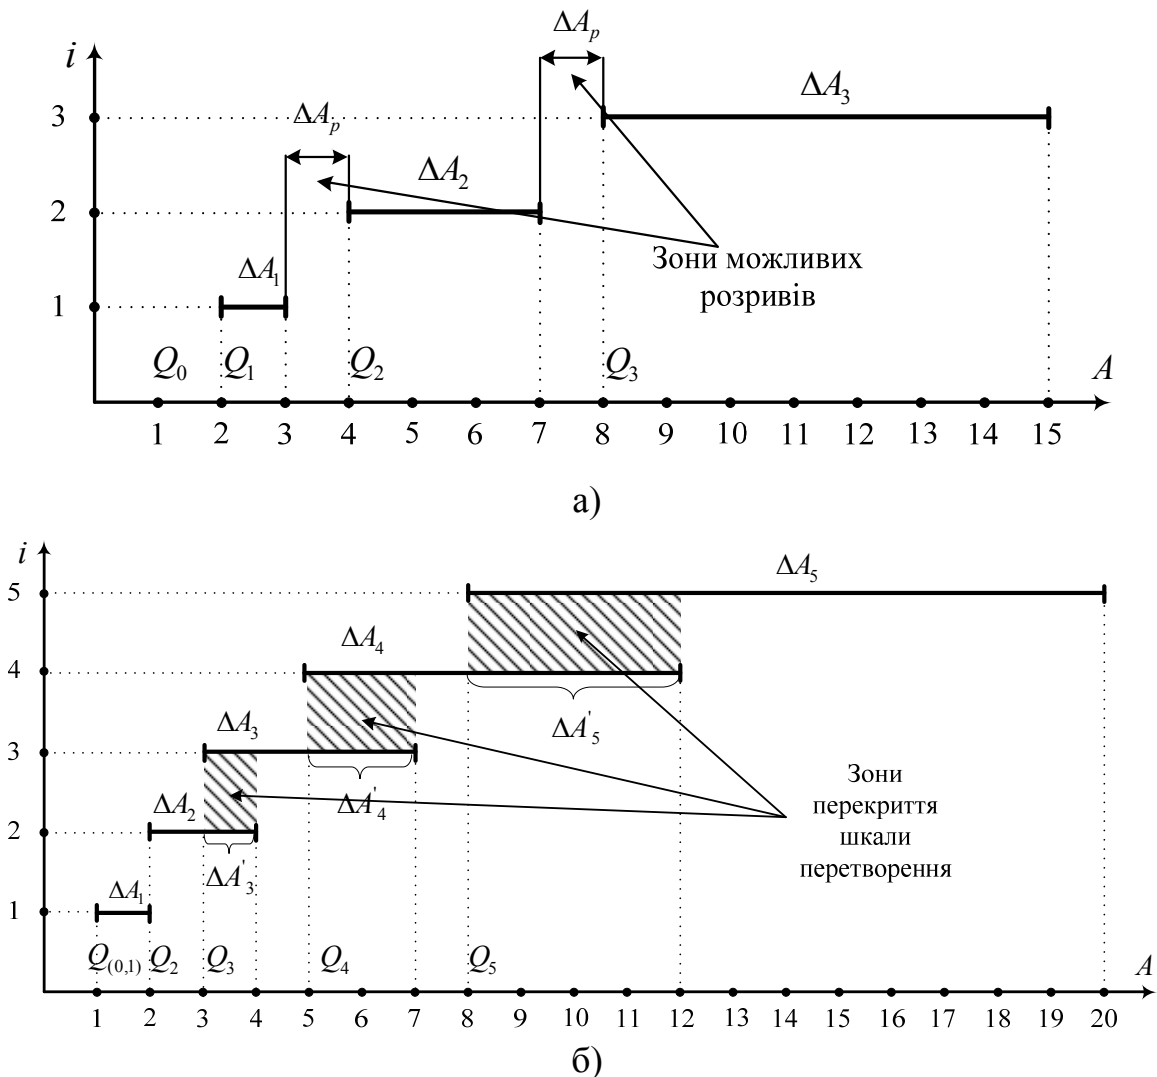 ΔA_p
i
ΔA_3
3
ΔA_p
ΔA_2
2
Зони можливих
розривів
ΔA_1
1
Q_0 Q_1 Q_2 Q_3 A
1 2 3 4 5 6 7 8 9 10 11 12 13 14 15
а)
i
ΔA_5
5
ΔA_4
4
ΔA'_5
ΔA_3
3
Зони
перекриття
шкали
перетворення
ΔA_2 ΔA'_4
2
ΔA'_3
ΔA_1
1
Q_(0,1) Q_2 Q_3 Q_4 Q_5 A
1 2 3 4 5 6 7 8 9 10 11 12 13 14 15 16 17 18 19 20
б)